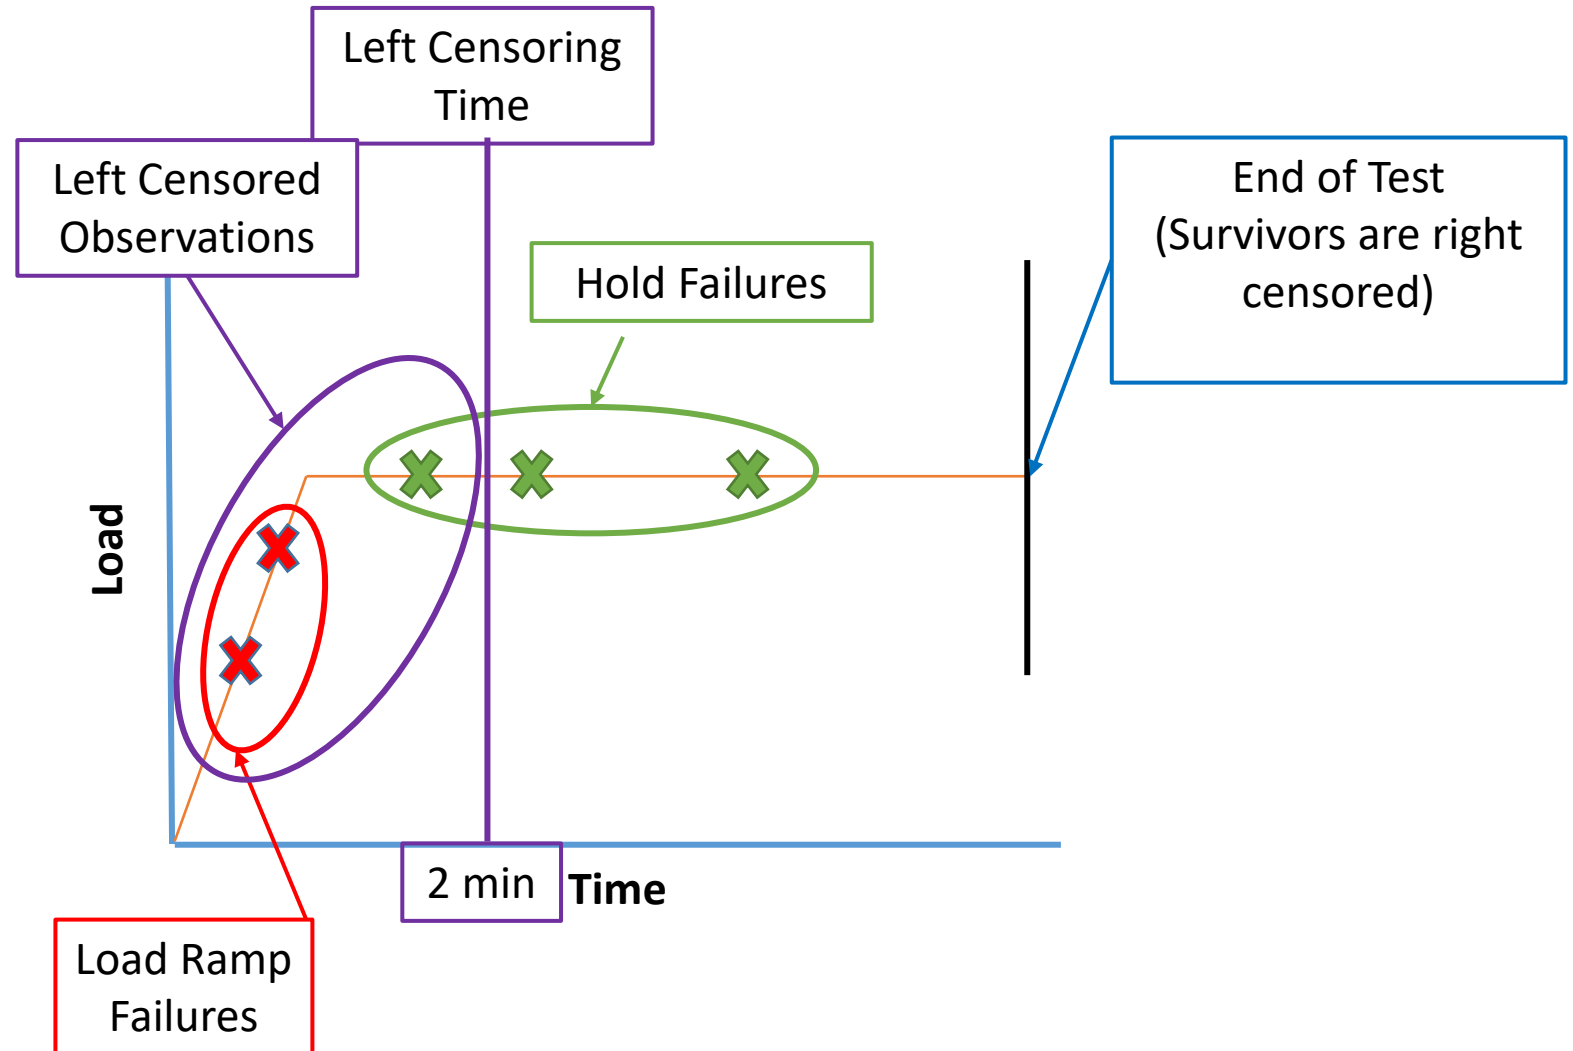 Left Censoring
Time
Left Censored
Observations
End of Test
(Survivors are right
censored)
Hold Failures
Load
2 min
Time
Load Ramp
Failures